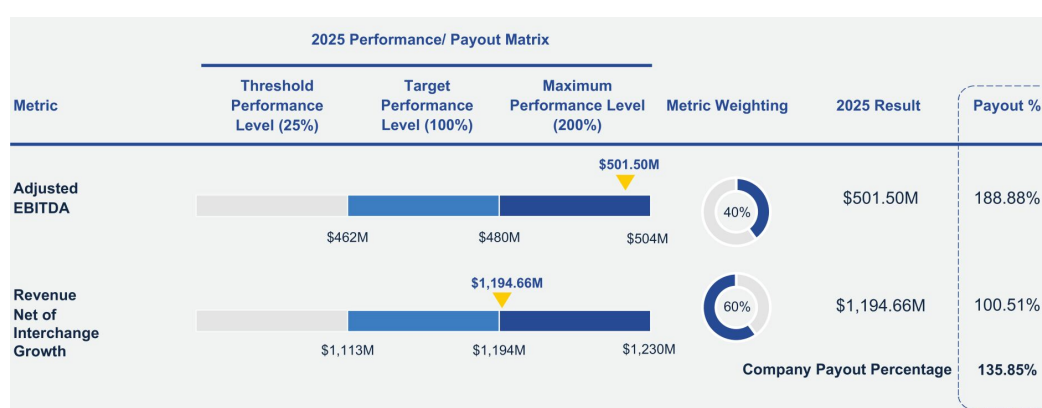 2025 Performance/ Payout Matrix
Metric
Threshold
Performance
Level (25%)
Target
Performance
Level (100%)
Maximum
Performance Level
(200%)
Metric Weighting
2025 Result
Payout %
Adjusted
EBITDA
$501.50M
$462M
$480M
$504M
40%
$501.50M
188.88%
Revenue
Net of
Interchange
Growth
$1,194.66M
$1,113M
$1,194M
$1,230M
60%
$1,194.66M
100.51%
Company Payout Percentage
135.85%